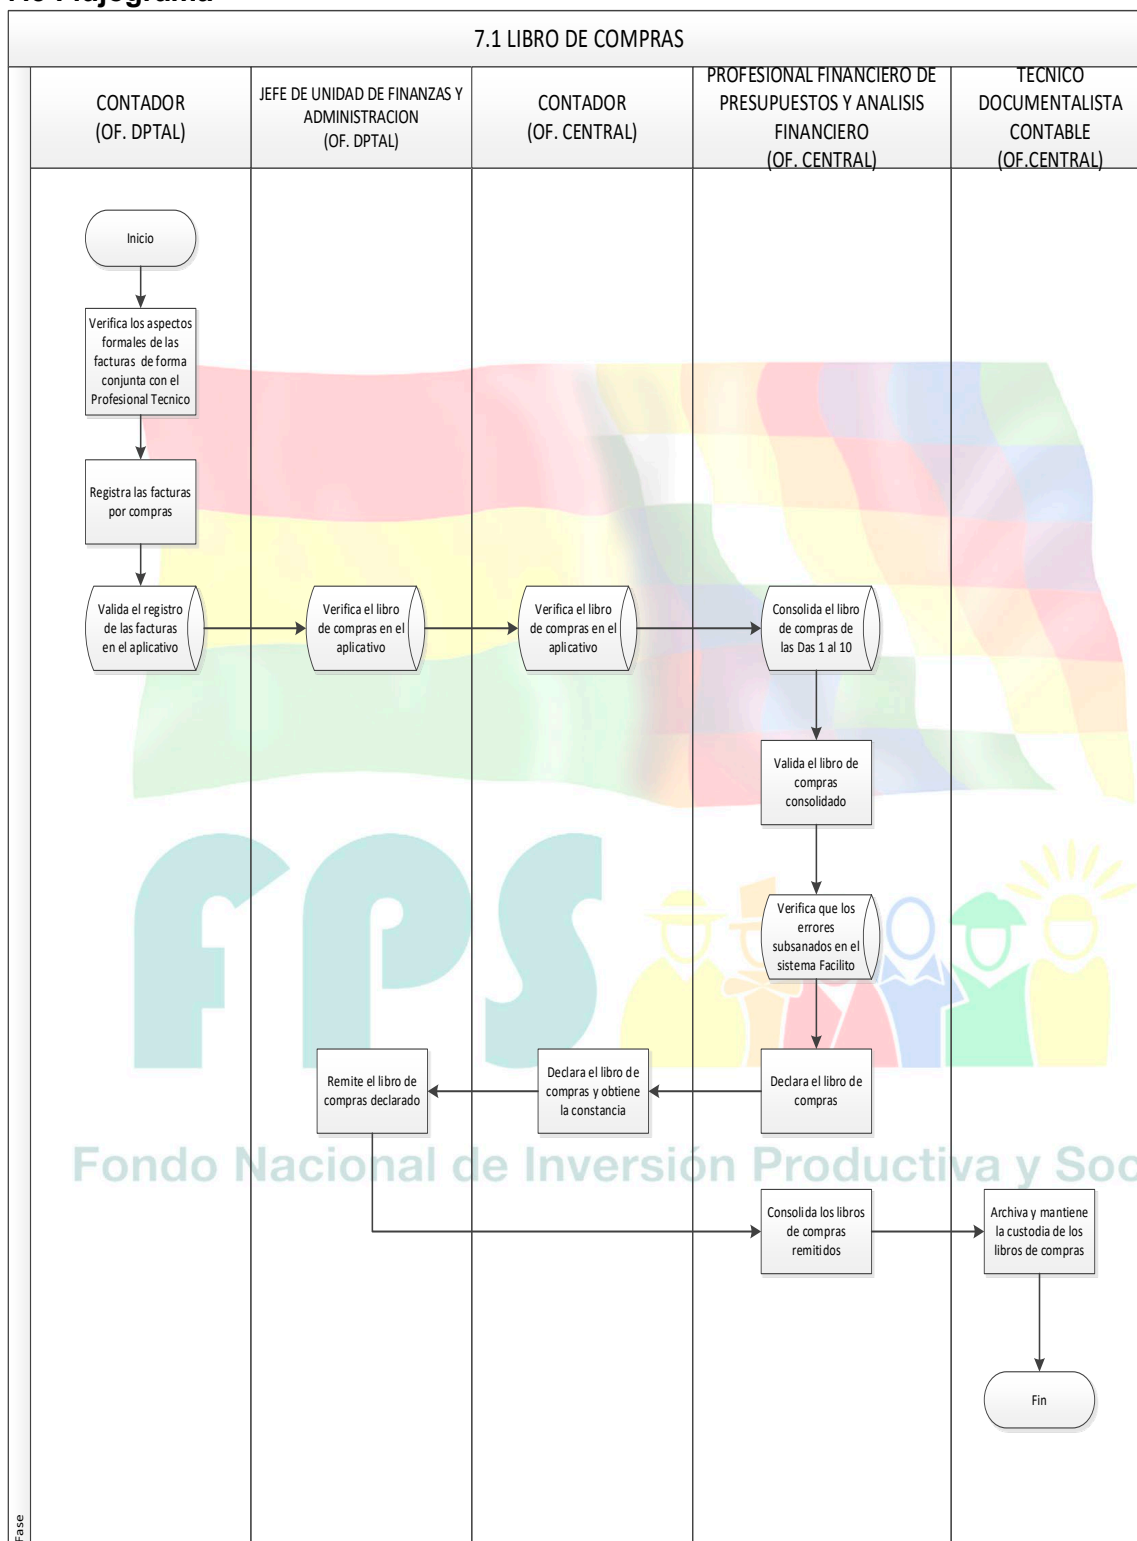 7.1 LIBRO DE COMPRAS
CONTADOR
(OF. DPTAL)
JEFE DE UNIDAD DE FINANZAS Y
ADMINISTRACION
(OF. DPTAL)
CONTADOR
(OF. CENTRAL)
PROFESIONAL FINANCIERO DE
PRESUPUESTOS Y ANALISIS
FINANCIERO
(OF. CENTRAL)
TECNICO
DOCUMENTALISTA
CONTABLE
(OF.CENTRAL)
Inicio
Verifica los aspectos
formales de las
facturas de forma
conjunta con el
Profesional Tecnico
Registra las facturas
por compras
Valida el registro
de las facturas
en el aplicativo
Verifica el libro
de compras en el
aplicativo
Verifica el libro
de compras en el
aplicativo
Consolida el libro
de compras de
las Das 1 al 10
Valida el libro de
compras
consolidado
Verifica que los
errores
subsanados en el
sistema Facilito
Declara el libro de
compras
Declara el libro de
compras y obtiene
la constancia
Remite el libro de
compras declarado
Consolida los libros
de compras
remitidos
Archiva y mantiene
la custodia de los
libros de compras
Fin
Fase
FPS
Fondo Nacional de Inversión Productiva y Soc